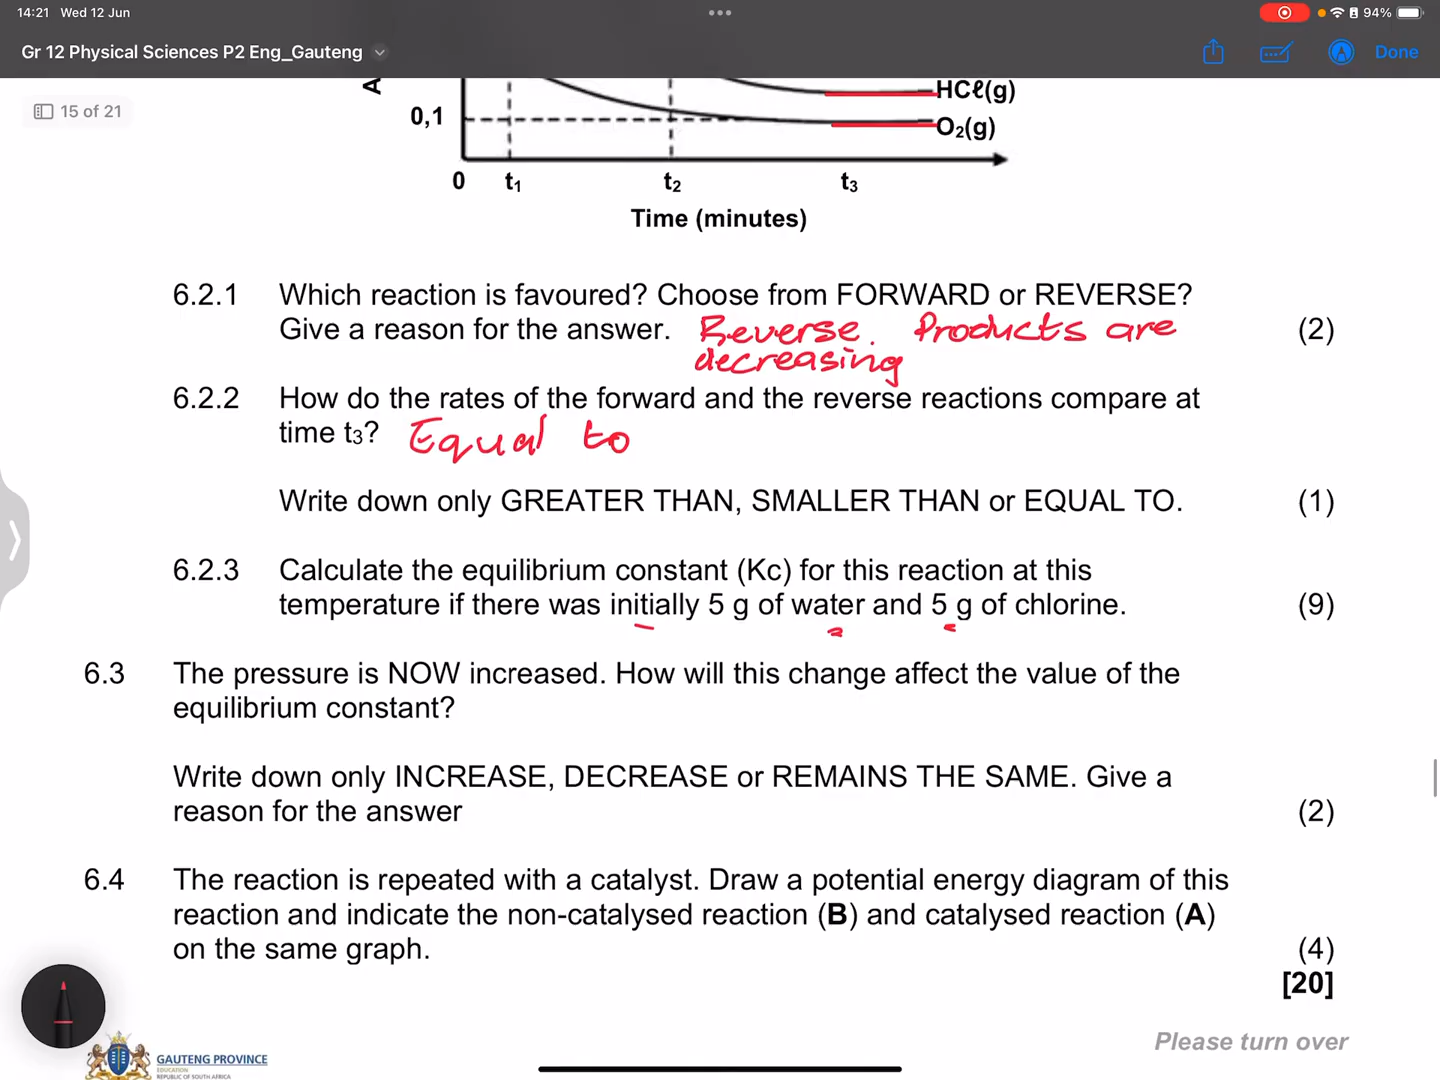 14:21 Wed 12 Jun
94%
Gr 12 Physical Sciences P2 Eng_Gauteng
Done
15 of 21
A
HCℓ(g)
0,1
O₂(g)
0 t₁ t₂ t₃
Time (minutes)
6.2.1 Which reaction is favoured? Choose from FORWARD or REVERSE?
Give a reason for the answer. Reverse. Products are (2)
decreasing
6.2.2 How do the rates of the forward and the reverse reactions compare at
time t₃? Equal to
Write down only GREATER THAN, SMALLER THAN or EQUAL TO. (1)
6.2.3 Calculate the equilibrium constant (Kc) for this reaction at this
temperature if there was initially 5 g of water and 5 g of chlorine. (9)
6.3 The pressure is NOW increased. How will this change affect the value of the
equilibrium constant?
Write down only INCREASE, DECREASE or REMAINS THE SAME. Give a
reason for the answer (2)
6.4 The reaction is repeated with a catalyst. Draw a potential energy diagram of this
reaction and indicate the non-catalysed reaction (B) and catalysed reaction (A)
on the same graph. (4)
[20]
Please turn over
GAUTENG PROVINCE
EDUCATION
REPUBLIC OF SOUTH AFRICA